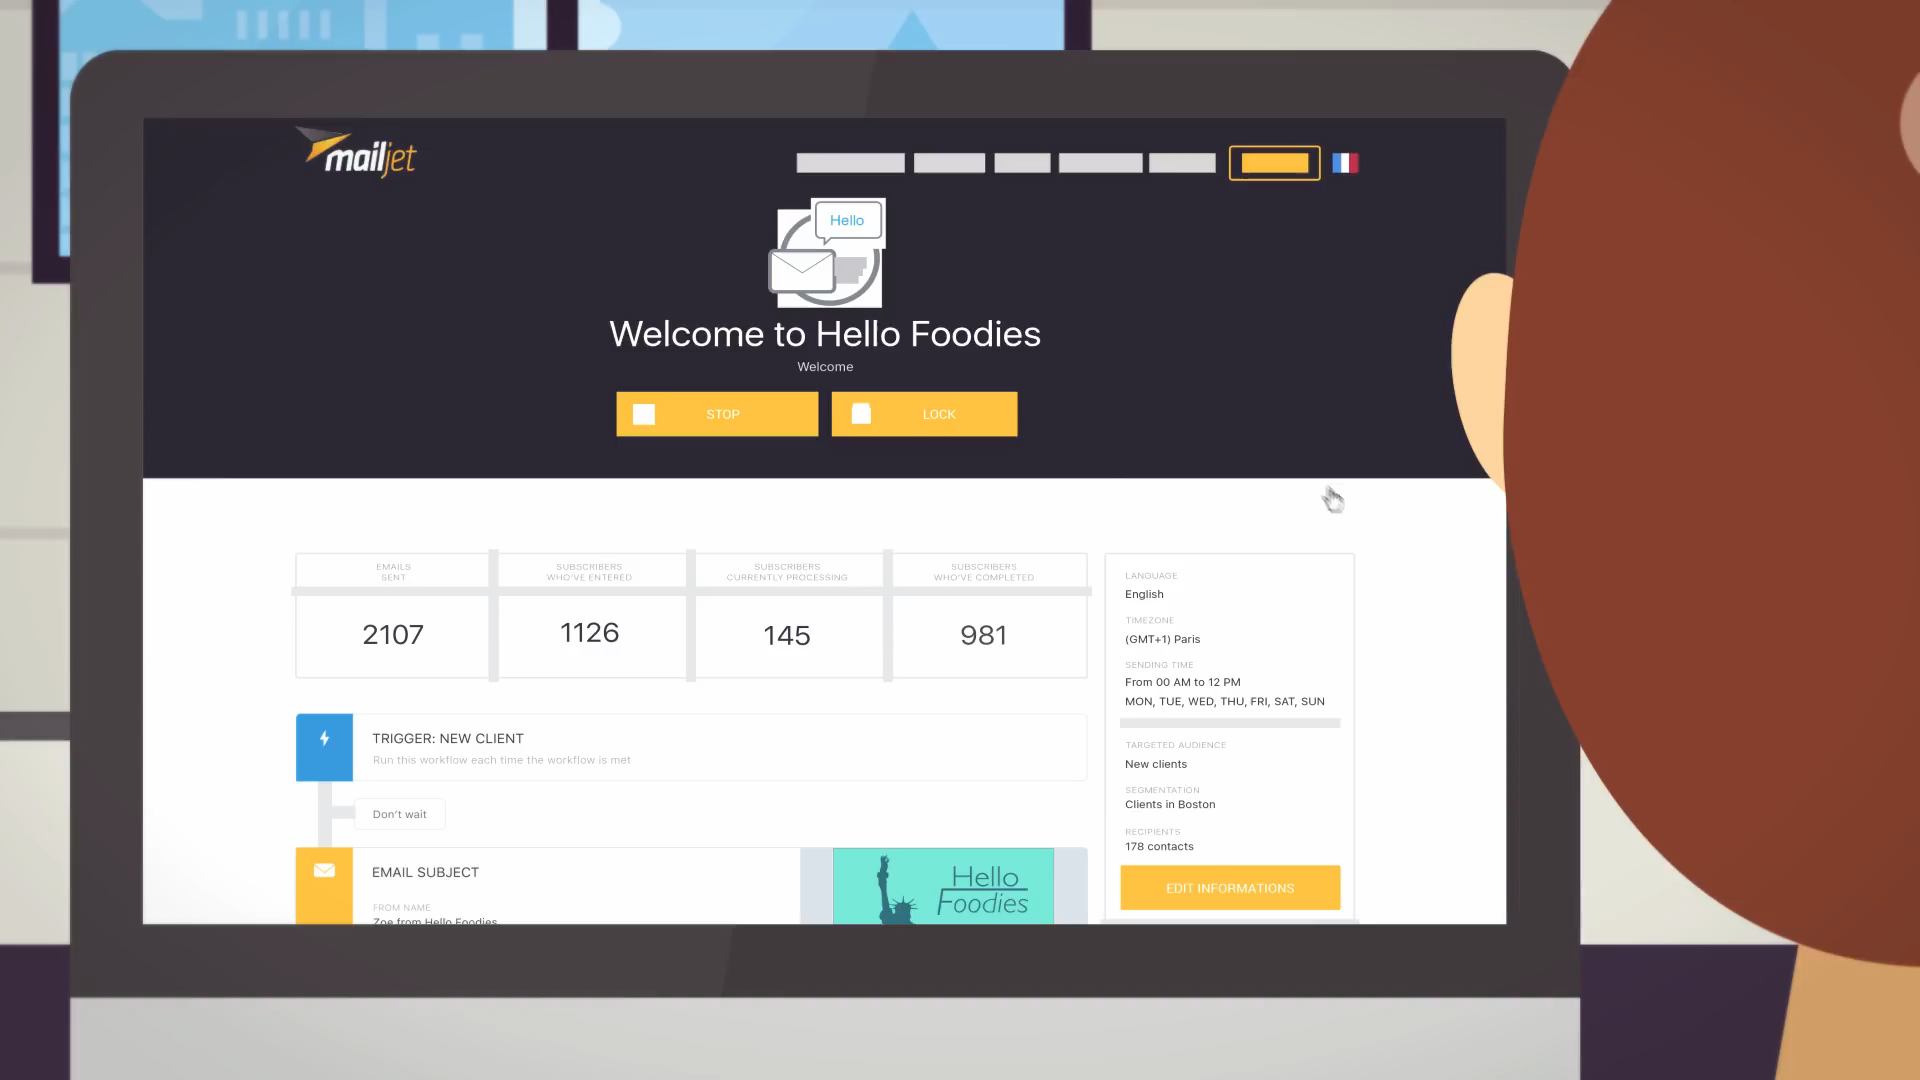 mailjet
Hello
Welcome to Hello Foodies
Welcome
STOP
LOCK
EMAILS
SENT
SUBSCRIBERS
WHO'VE ENTERED
SUBSCRIBERS
CURRENTLY PROCESSING
SUBSCRIBERS
WHO'VE COMPLETED
2107
1126
145
981
TRIGGER: NEW CLIENT
Run this workflow each time the workflow is met
Don't wait
EMAIL SUBJECT
FROM NAME
Zoe from Hello Foodies
Hello
Foodies
LANGUAGE
English
TIMEZONE
(GMT+1) Paris
SENDING TIME
From 00 AM to 12 PM
MON, TUE, WED, THU, FRI, SAT, SUN
TARGETED AUDIENCE
New clients
SEGMENTATION
Clients in Boston
RECIPIENTS
178 contacts
EDIT INFORMATIONS